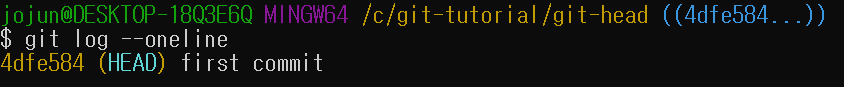 jojun@DESKTOP-18Q3E6Q MINGW64 /c/git-tutorial/git-head ((4dfe584...))
$ git log --oneline
4dfe584 (HEAD) first commit